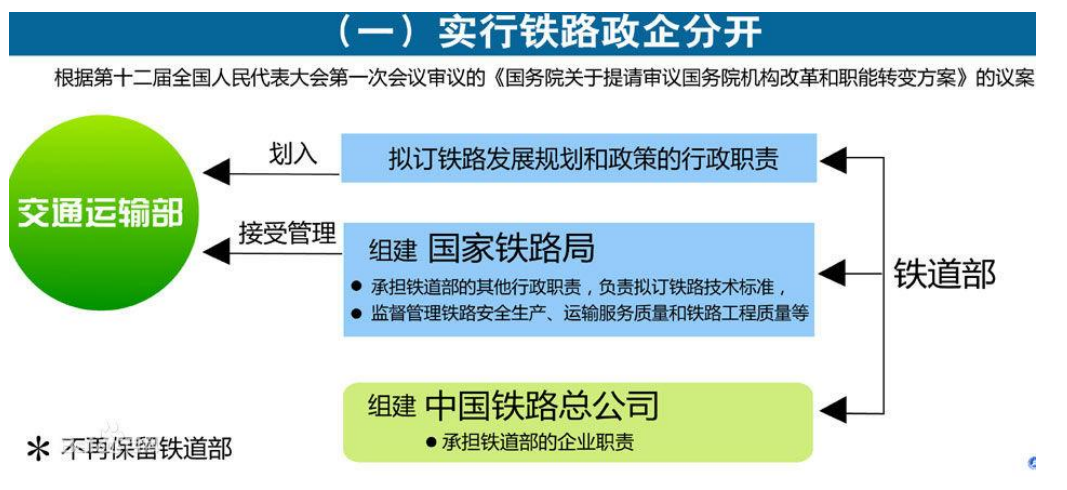 （一）实行铁路政企分开
根据第十二届全国人民代表大会第一次会议审议的《国务院关于提请审议国务院机构改革和职能转变方案》的议案
划入
拟订铁路发展规划和政策的行政职责
交通运输部
接受管理
组建 国家铁路局
● 承担铁道部的其他行政职责，负责拟订铁路技术标准，
● 监督管理铁路安全生产、运输服务质量和铁路工程质量等
铁道部
组建 中国铁路总公司
● 承担铁道部的企业职责
＊ 不再保留铁道部